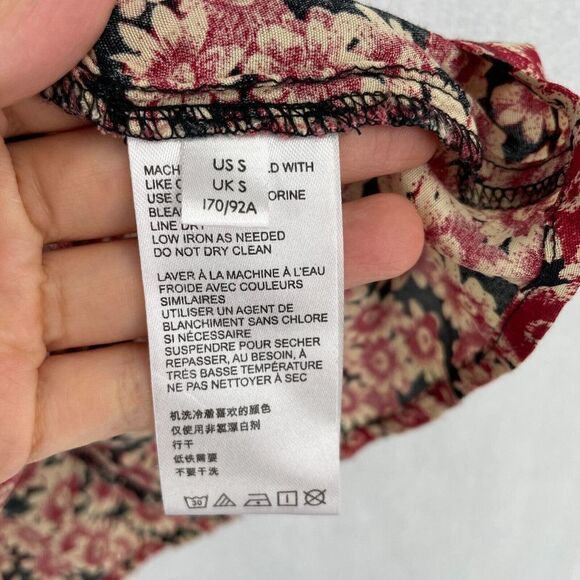 US S
UK S
170/92A
MACH D WITH
LIKE C
USE C ORINE
BLEA
LINE DR
LOW IRON AS NEEDED
DO NOT DRY CLEAN
LAVER À LA MACHINE À L'EAU
FROIDE AVEC COULEURS
SIMILAIRES
UTILISER UN AGENT DE
BLANCHIMENT SANS CHLORE
SI NÉCESSAIRE
SUSPENDRE POUR SECHER
REPASSER, AU BESOIN, À
TRÈS BASSE TEMPÉRATURE
NE PAS NETTOYER À SEC
机洗冷着喜欢的颜色
仅使用非氯漂白剂
行干
低铁需要
不要干洗
30